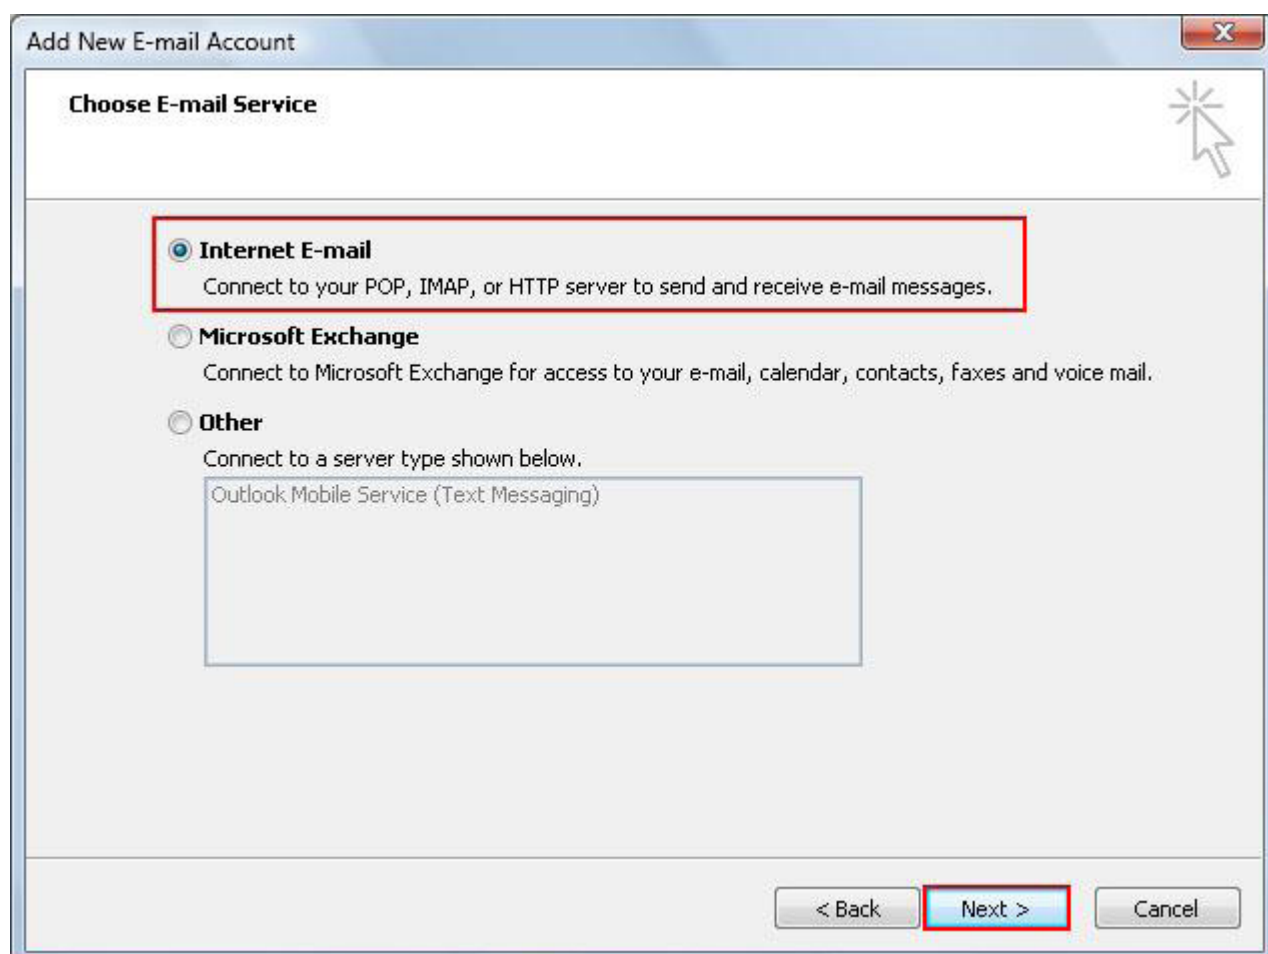 Add New E-mail Account
Choose E-mail Service
Internet E-mail
Connect to your POP, IMAP, or HTTP server to send and receive e-mail messages.
Microsoft Exchange
Connect to Microsoft Exchange for access to your e-mail, calendar, contacts, faxes and voice mail.
Other
Connect to a server type shown below.
Outlook Mobile Service (Text Messaging)
< Back Next > Cancel